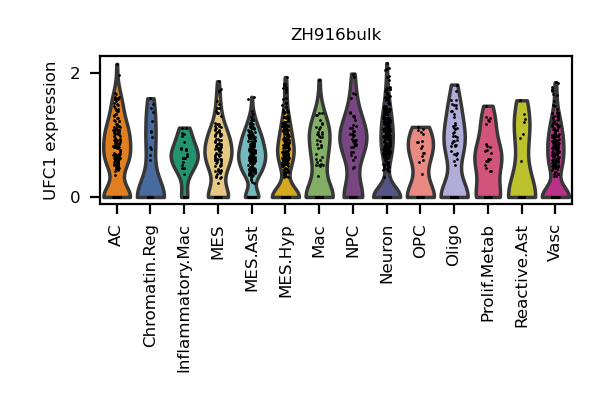 ZH916bulk
UFC1 expression
2
0
AC
Chromatin.Reg
Inflammatory.Mac
MES
MES.Ast
MES.Hyp
Mac
NPC
Neuron
OPC
Oligo
Prolif.Metab
Reactive.Ast
Vasc